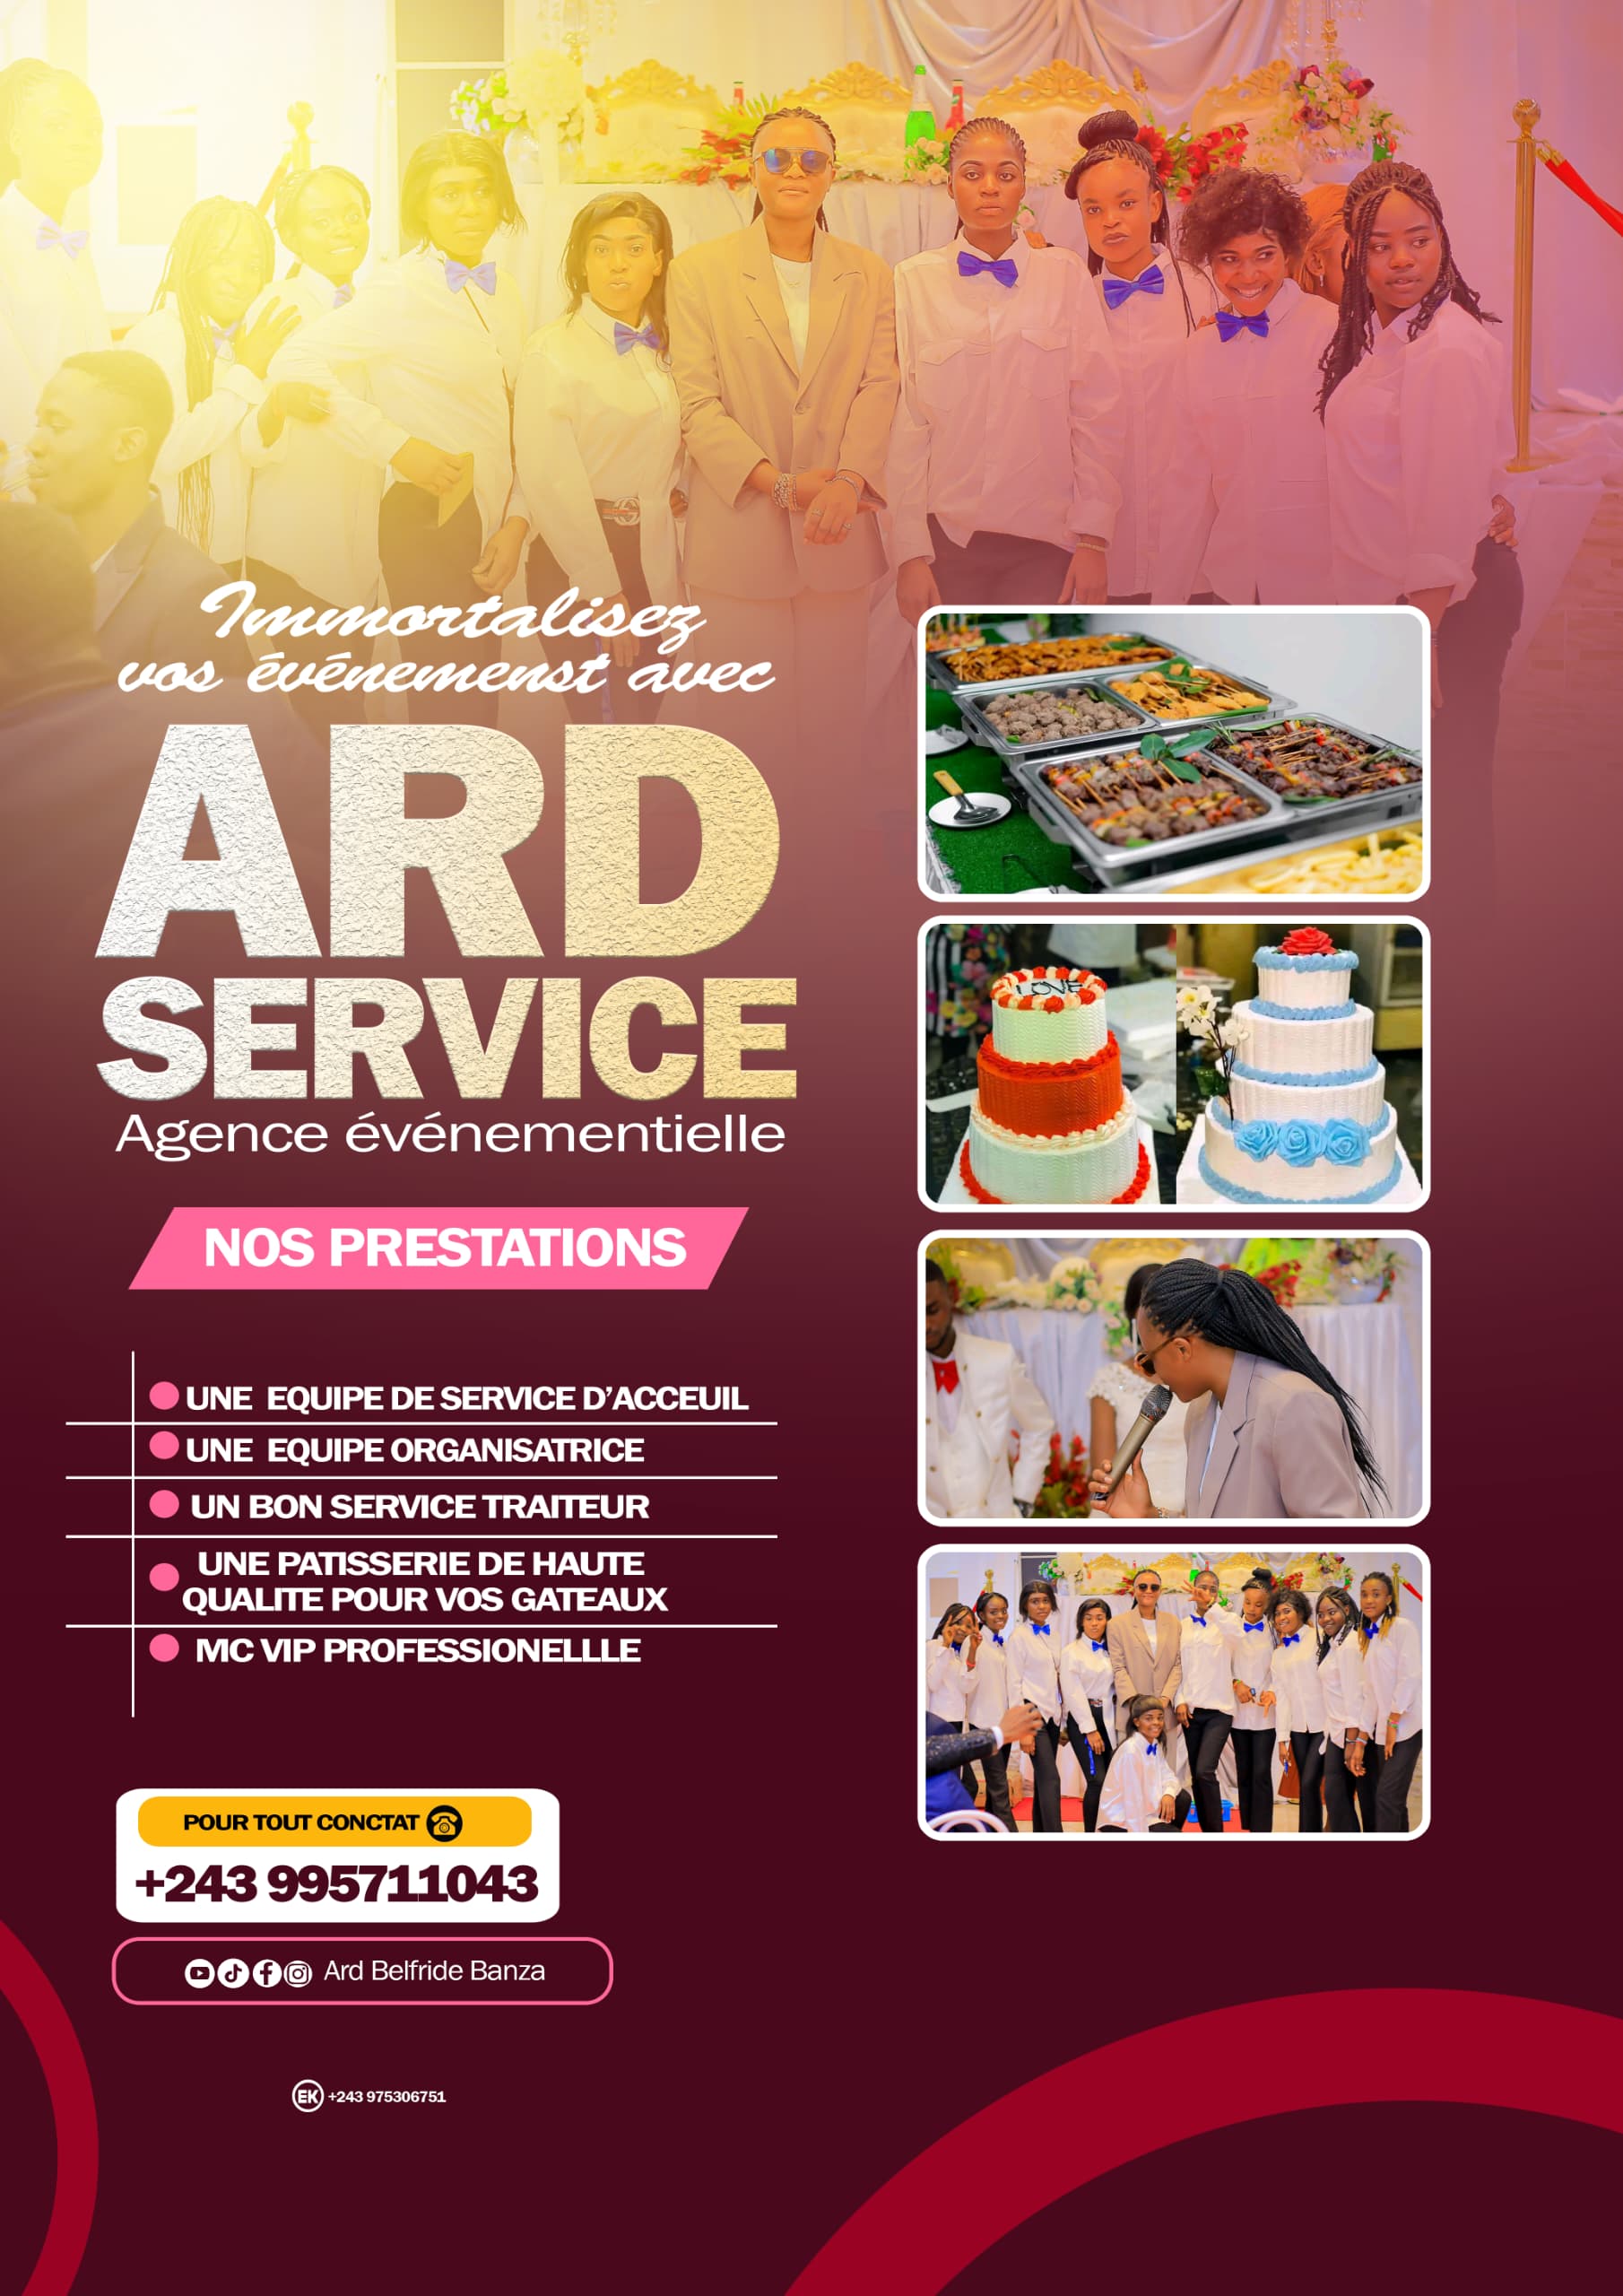 Immortalisez
vos événemenst avec
ARD
SERVICE
Agence événementielle
NOS PRESTATIONS
UNE EQUIPE DE SERVICE D'ACCEUIL
UNE EQUIPE ORGANISATRICE
UN BON SERVICE TRAITEUR
UNE PATISSERIE DE HAUTE
QUALITE POUR VOS GATEAUX
MC VIP PROFESSIONELLLE
POUR TOUT CONCTAT
+243 995711043
Ard Belfride Banza
EK +243 975306751
LOVE